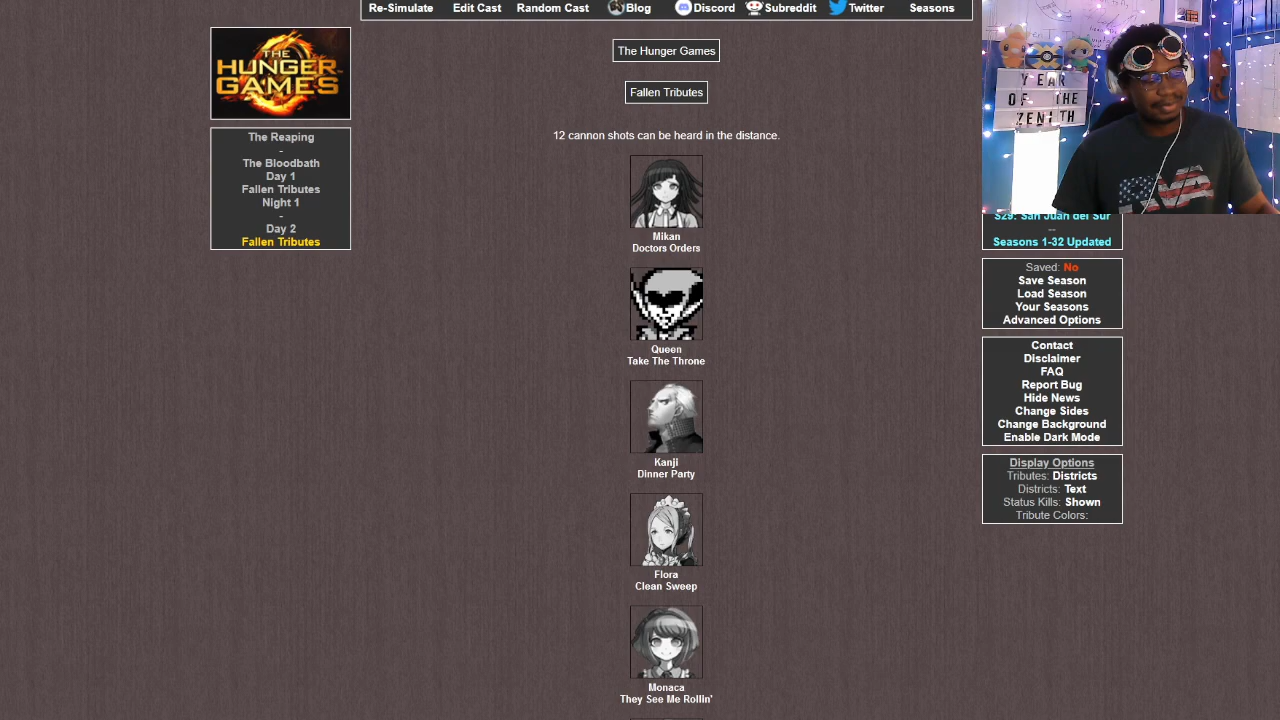 Re-Simulate Edit Cast Random Cast Blog Discord Subreddit Twitter Seasons
THE
HUNGER
GAMES
The Reaping
-
The Bloodbath
Day 1
Fallen Tributes
Night 1
-
Day 2
Fallen Tributes
The Hunger Games
Fallen Tributes
12 cannon shots can be heard in the distance.
Mikan
Doctors Orders
Queen
Take The Throne
Kanji
Dinner Party
Flora
Clean Sweep
Monaca
They See Me Rollin'
YEAR
OF THE
ZENITH
RVA
S29: San Juan del Sur
--
Seasons 1-32 Updated
Saved: No
Save Season
Load Season
Your Seasons
Advanced Options
Contact
Disclaimer
FAQ
Report Bug
Hide News
Change Sides
Change Background
Enable Dark Mode
Display Options
Tributes: Districts
Districts: Text
Status Kills: Shown
Tribute Colors: